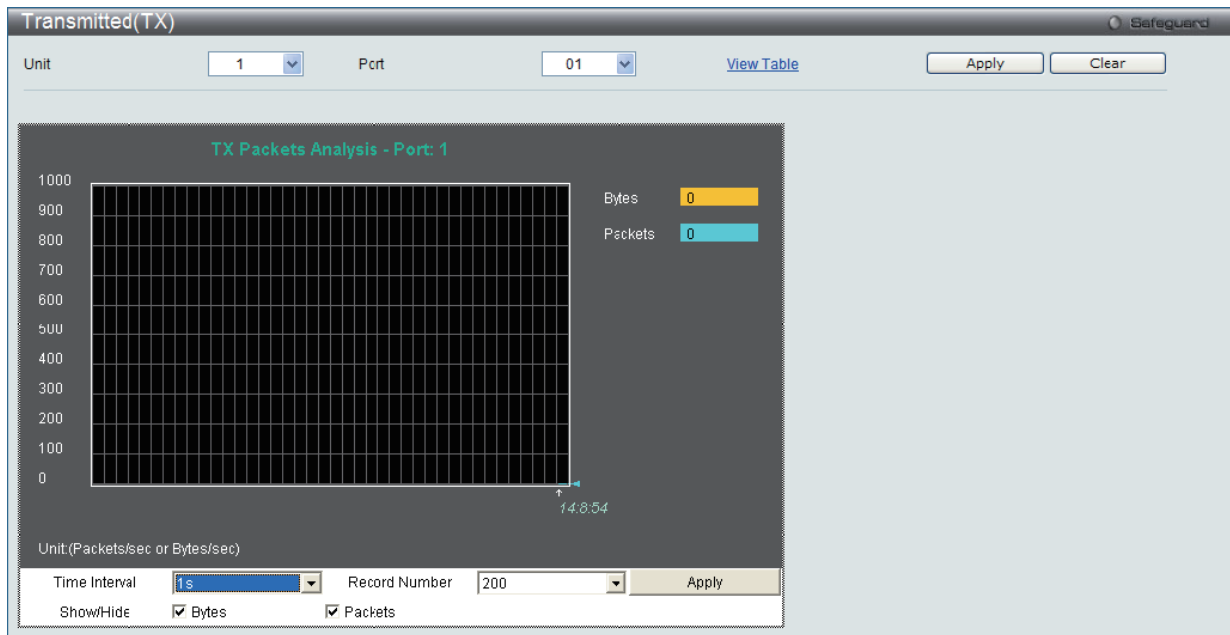 Transmitted(TX)
Safeguard
Unit 1 Port 01 View Table Apply Clear
TX Packets Analysis - Port: 1
1000
900
800
700
600
500
400
300
200
100
0
Bytes 0
Packets 0
14:8:54
Unit:(Packets/sec or Bytes/sec)
Time Interval 1s Record Number 200 Apply
Show/Hide Bytes Packets